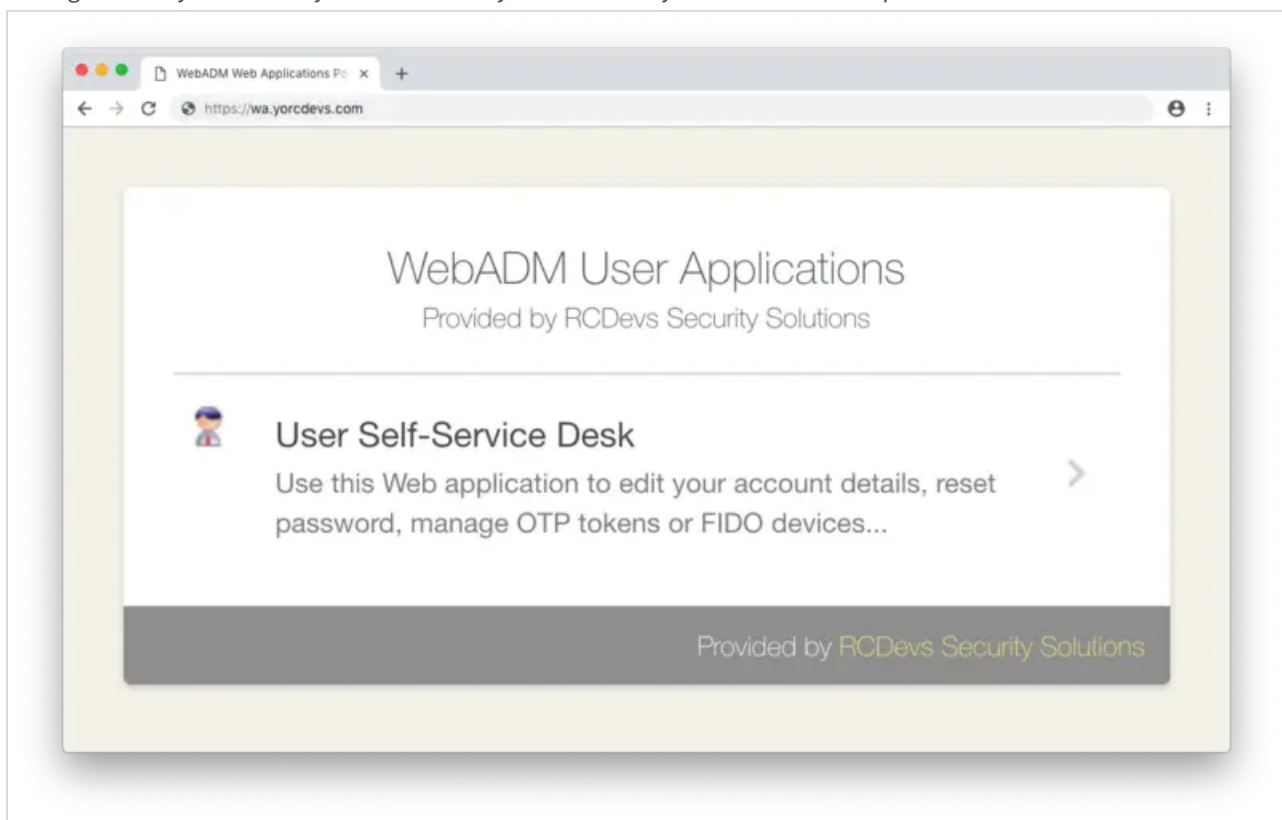 WebADM Web Applications Po
https://wa.yorcdevs.com
WebADM User Applications
Provided by RCDevs Security Solutions
User Self-Service Desk
Use this Web application to edit your account details, reset
password, manage OTP tokens or FIDO devices...
Provided by RCDevs Security Solutions